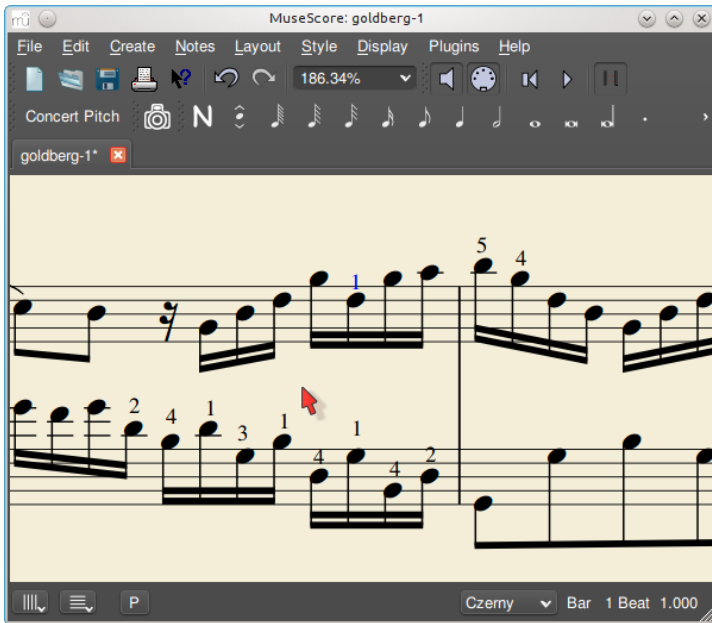 mû MuseScore: goldberg-1
File Edit Create Notes Layout Style Display Plugins Help
186.34%
Concert Pitch N
goldberg-1*
5
1 4
2 4 1 3 1 4 1 4 2
P Czerny Bar 1 Beat 1.000